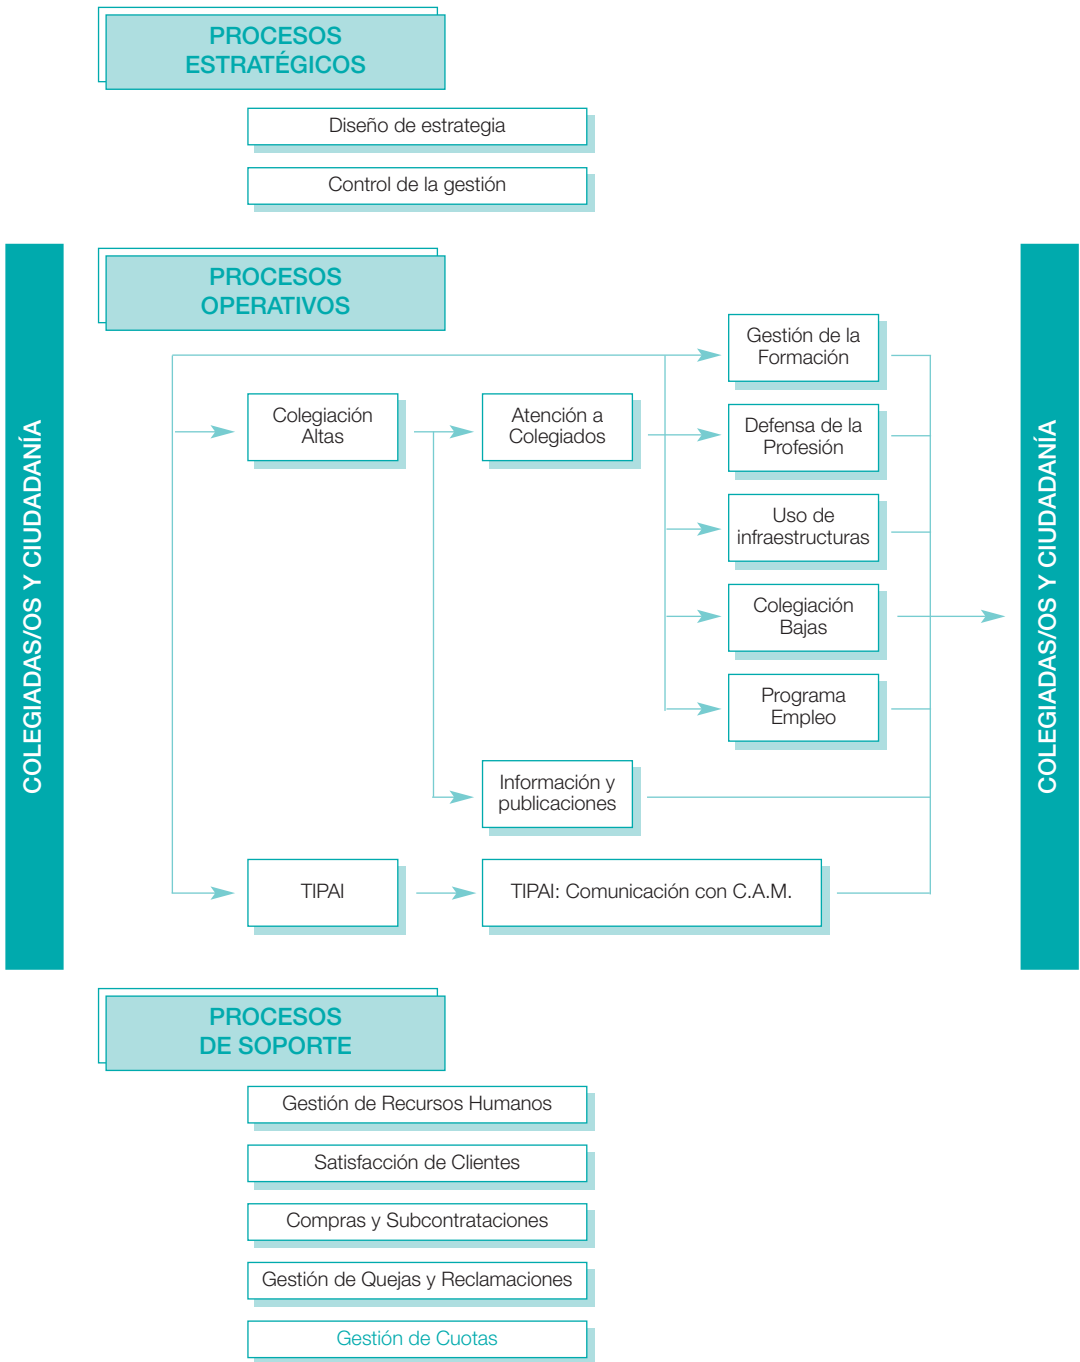 PROCESOS
ESTRATÉGICOS
Diseño de estrategia
Control de la gestión
COLEGIADAS/OS Y CIUDADANÍA
PROCESOS
OPERATIVOS
Gestión de la
Formación
Colegiación
Altas
Atención a
Colegiados
Defensa de la
Profesión
Uso de
infraestructuras
Colegiación
Bajas
Programa
Empleo
Información y
publicaciones
TIPAI
TIPAI: Comunicación con C.A.M.
COLEGIADAS/OS Y CIUDADANÍA
PROCESOS
DE SOPORTE
Gestión de Recursos Humanos
Satisfacción de Clientes
Compras y Subcontrataciones
Gestión de Quejas y Reclamaciones
Gestión de Cuotas